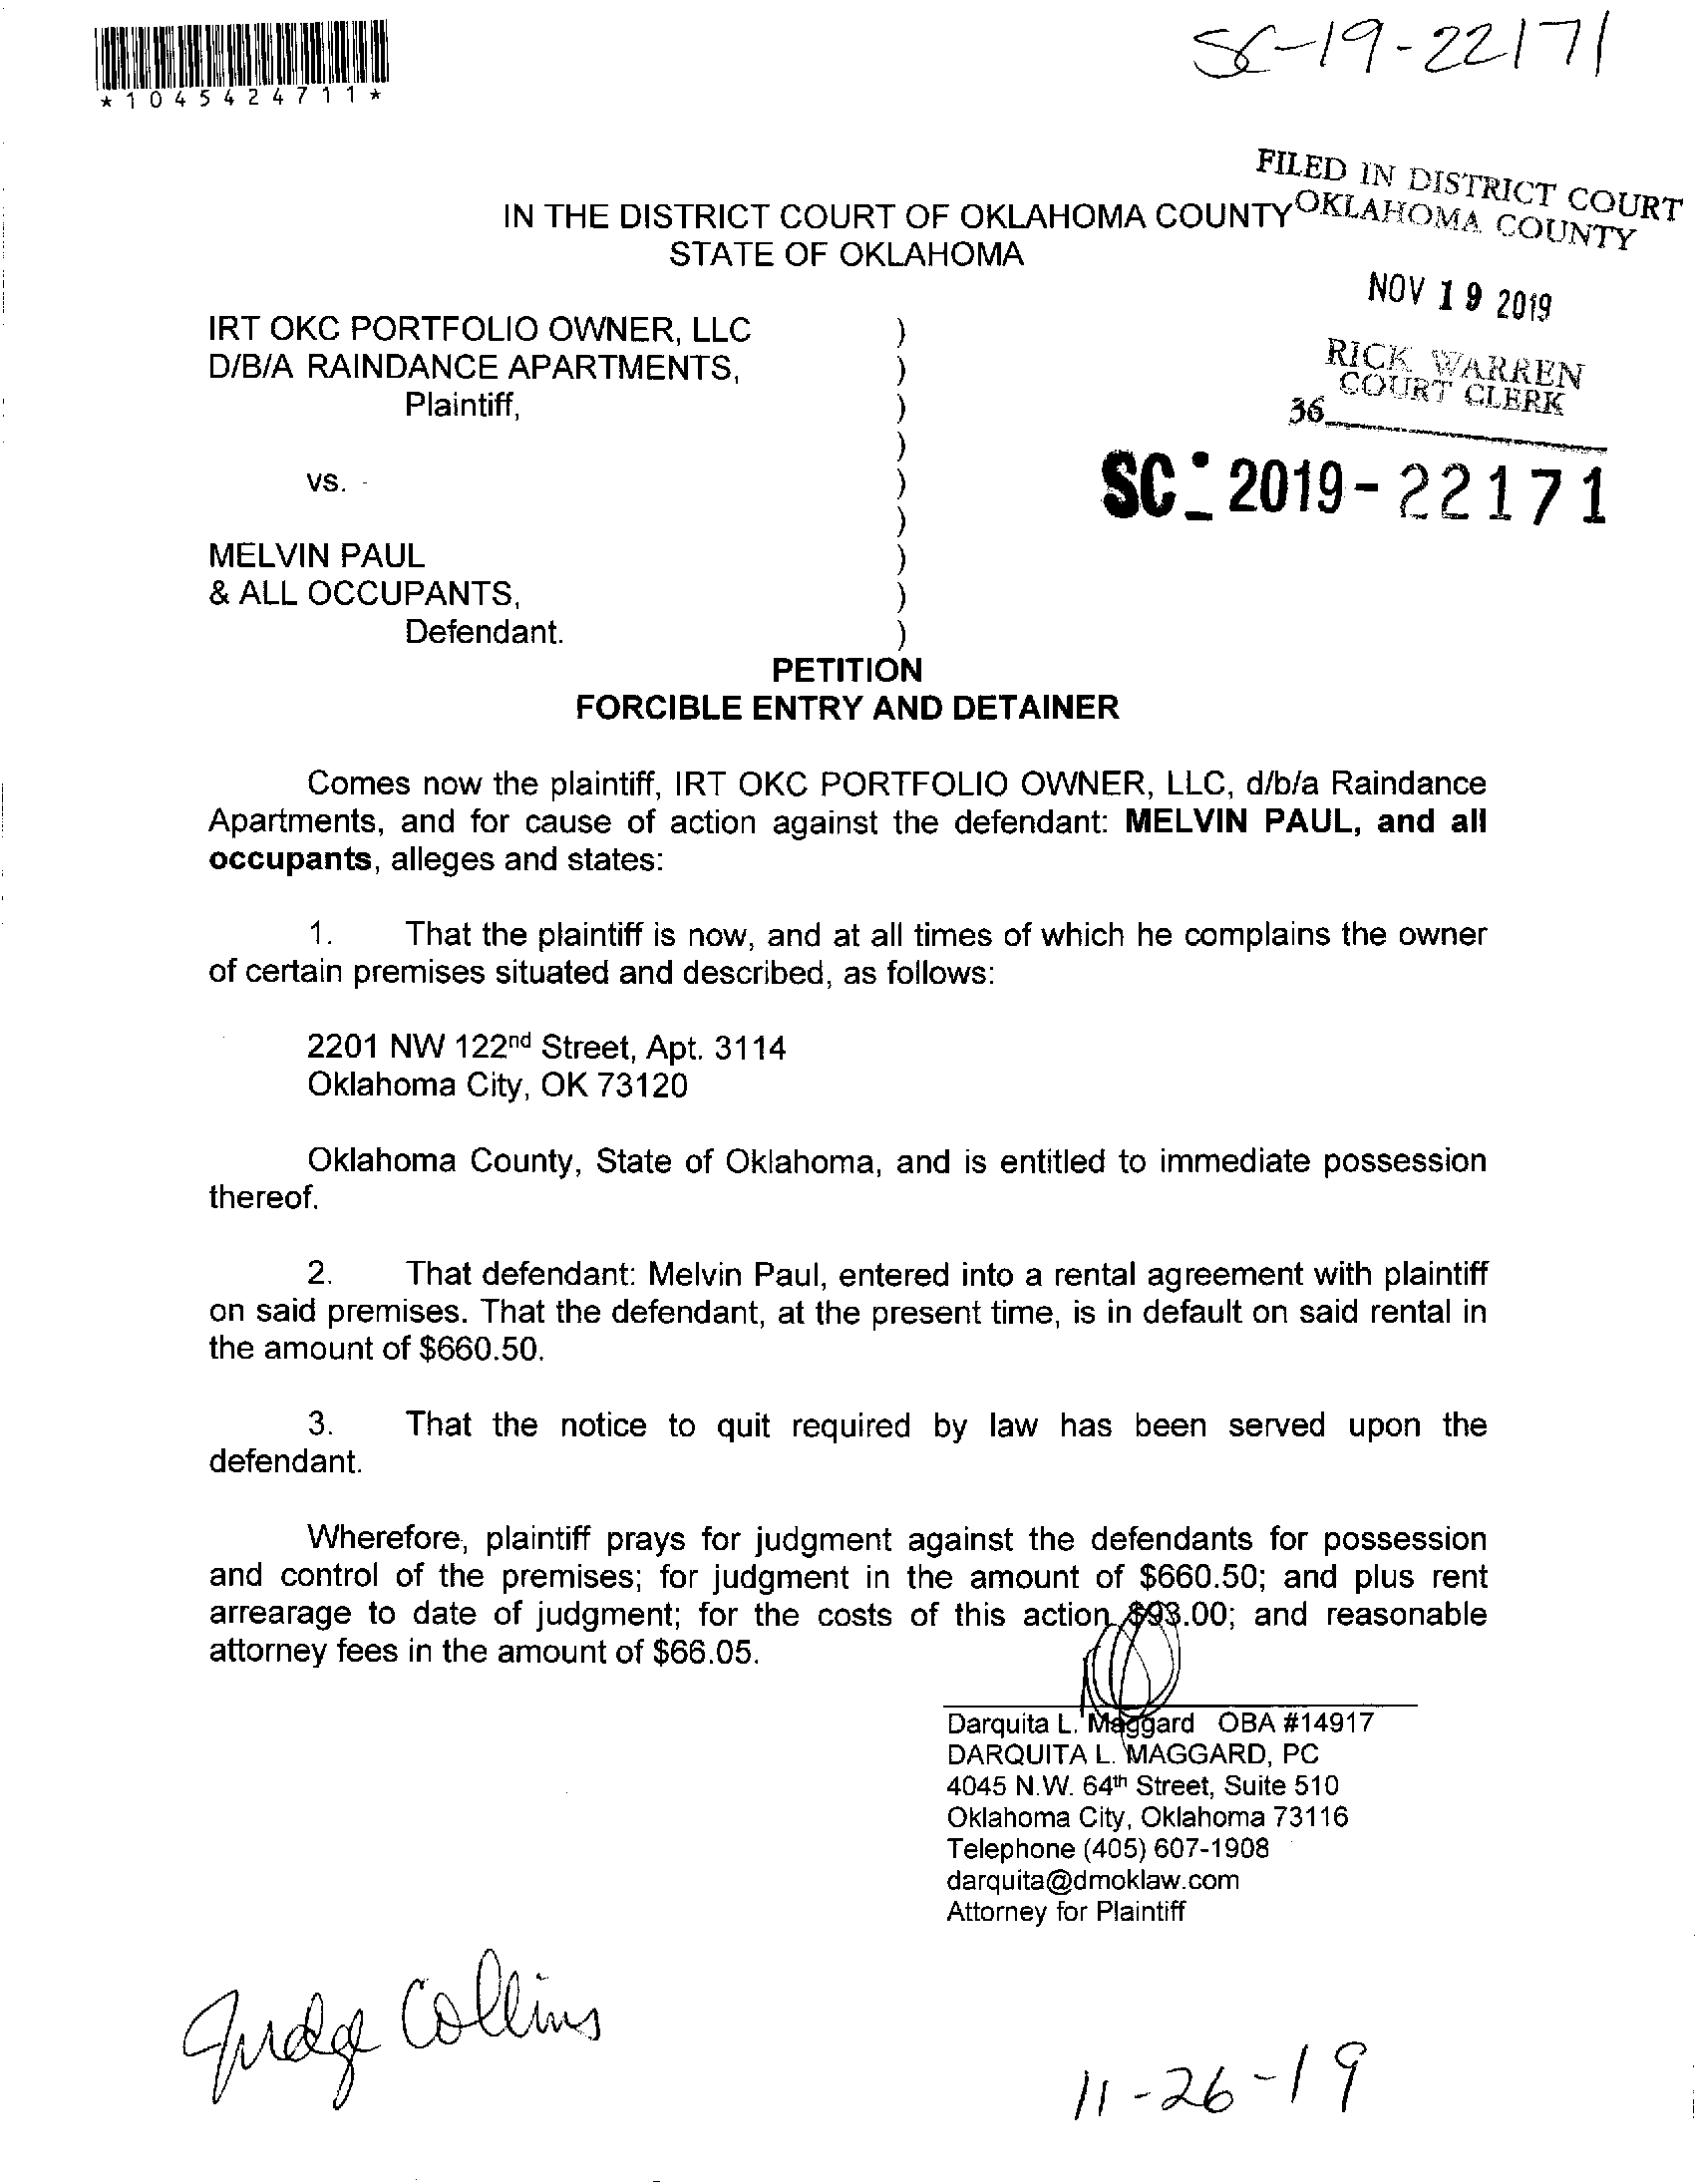 SC-19-22171
*1045424711*
FILED IN DISTRICT COURT
OKLAHOMA COUNTY
IN THE DISTRICT COURT OF OKLAHOMA COUNTY
STATE OF OKLAHOMA
NOV 19 2019
RICK WARREN
COURT CLERK
36
SC - 2019 - 22171
IRT OKC PORTFOLIO OWNER, LLC )
D/B/A RAINDANCE APARTMENTS, )
Plaintiff, )
)
vs. )
)
MELVIN PAUL )
& ALL OCCUPANTS, )
Defendant. )
PETITION
FORCIBLE ENTRY AND DETAINER
Comes now the plaintiff, IRT OKC PORTFOLIO OWNER, LLC, d/b/a Raindance
Apartments, and for cause of action against the defendant: MELVIN PAUL, and all
occupants, alleges and states:
1. That the plaintiff is now, and at all times of which he complains the owner
of certain premises situated and described, as follows:
2201 NW 122nd Street, Apt. 3114
Oklahoma City, OK 73120
Oklahoma County, State of Oklahoma, and is entitled to immediate possession
thereof.
2. That defendant: Melvin Paul, entered into a rental agreement with plaintiff
on said premises. That the defendant, at the present time, is in default on said rental in
the amount of $660.50.
3. That the notice to quit required by law has been served upon the
defendant.
Wherefore, plaintiff prays for judgment against the defendants for possession
and control of the premises; for judgment in the amount of $660.50; and plus rent
arrearage to date of judgment; for the costs of this action $93.00; and reasonable
attorney fees in the amount of $66.05.
Darquita L. Maggard OBA #14917
DARQUITA L. MAGGARD, PC
4045 N.W. 64th Street, Suite 510
Oklahoma City, Oklahoma 73116
Telephone (405) 607-1908
darquita@dmoklaw.com
Attorney for Plaintiff
Judge Collins
11-26-19